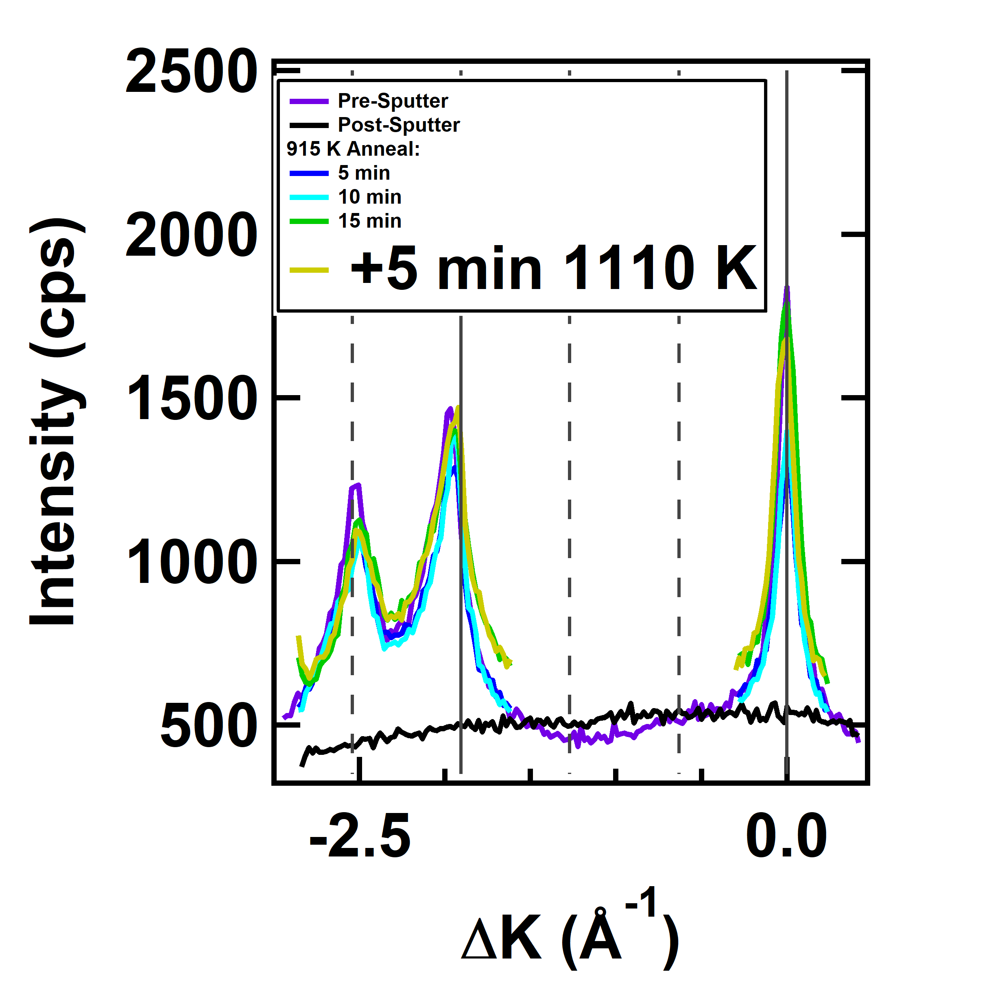 2500
2000
1500
1000
500
Intensity (cps)
Pre-Sputter
Post-Sputter
915 K Anneal:
5 min
10 min
15 min
+5 min 1110 K
-2.5
0.0
ΔK (Å⁻¹)